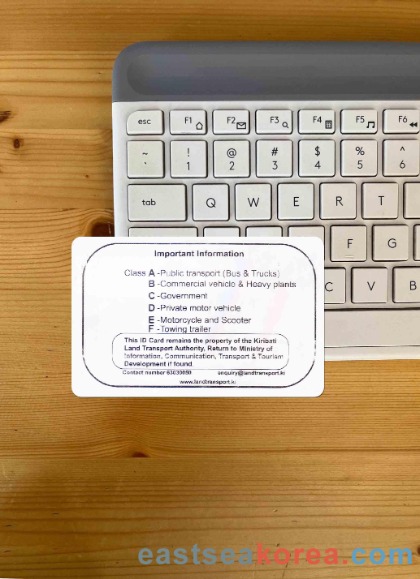 esc F1 F2 F3 F4 F5 F6
~ ! @ # $ % ^
` 1 2 3 4 5 6
tab Q W E R T
F G
C V B
Important Information
Class A -Public transport (Bus & Trucks)
B -Commercial vehicle & Heavy plants
C -Government
D -Private motor vehicle
E -Motorcycle and Scooter
F -Towing trailer
This ID Card remains the property of the Kiribati
Land Transport Authority, Return to Ministry of
Information, Communication, Transport & Tourism
Development if found
Contact number enquiry@landtransport.ki
www.landtransport.ki
eastseakorea.com